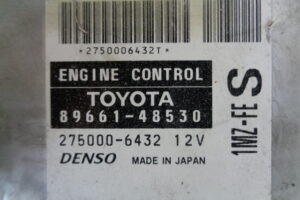 *2750006432T*
ENGINE CONTROL
TOYOTA
89661-48530
275000-6432 12V
DENSO MADE IN JAPAN
1MZ-FE S